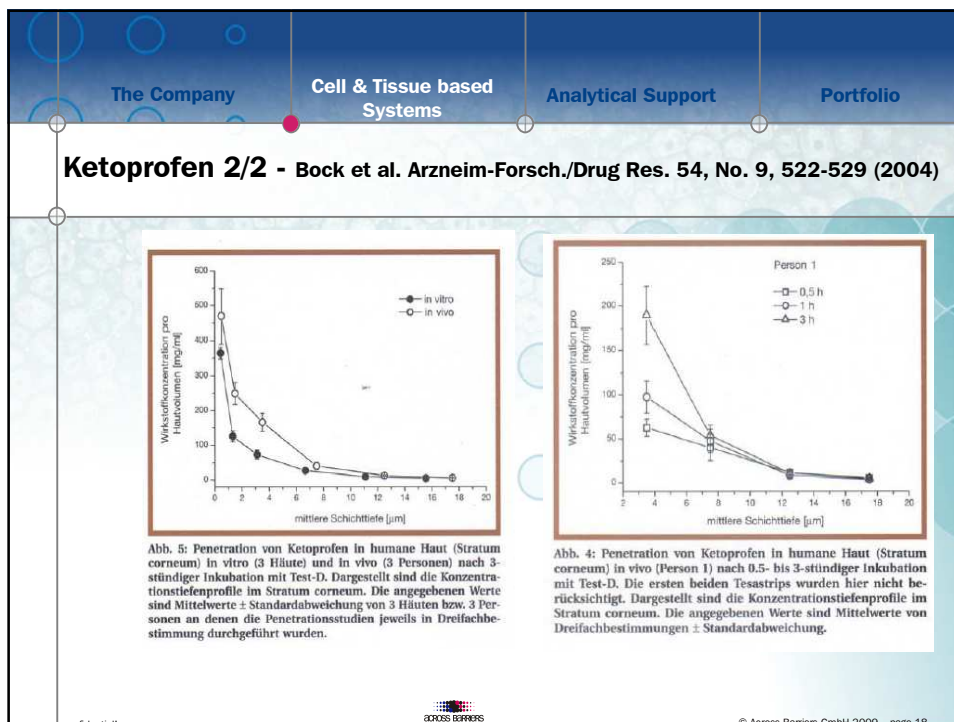 The Company
Cell & Tissue based
Systems
Analytical Support
Portfolio
Ketoprofen 2/2 - Bock et al. Arzneim-Forsch./Drug Res. 54, No. 9, 522-529 (2004)
600
500
400
300
200
100
0
0 2 4 6 8 10 12 14 16 18 20
Wirkstoffkonzentration pro
Hautvolumen [mg/ml]
in vitro
in vivo
mittlere Schichttiefe [µm]
Abb. 5: Penetration von Ketoprofen in humane Haut (Stratum
corneum) in vitro (3 Häute) und in vivo (3 Personen) nach 3-
stündiger Inkubation mit Test-D. Dargestellt sind die Konzentra-
tionstiefenprofile im Stratum corneum. Die angegebenen Werte
sind Mittelwerte ± Standardabweichung von 3 Häuten bzw. 3 Per-
sonen an denen die Penetrationsstudien jeweils in Dreifachbe-
stimmung durchgeführt wurden.
250
200
150
100
50
0
2 4 6 8 10 12 14 16 18 20
Wirkstoffkonzentration pro
Hautvolumen [mg/ml]
Person 1
0,5 h
1 h
3 h
mittlere Schichttiefe [µm]
Abb. 4: Penetration von Ketoprofen in humane Haut (Stratum
corneum) in vivo (Person 1) nach 0.5- bis 3-stündiger Inkubation
mit Test-D. Die ersten beiden Tesastrips wurden hier nicht be-
rücksichtigt. Dargestellt sind die Konzentrationstiefenprofile im
Stratum corneum. Die angegebenen Werte sind Mittelwerte von
Dreifachbestimmungen ± Standardabweichung.
across barriers
© Across Barriers GmbH 2009 page 18